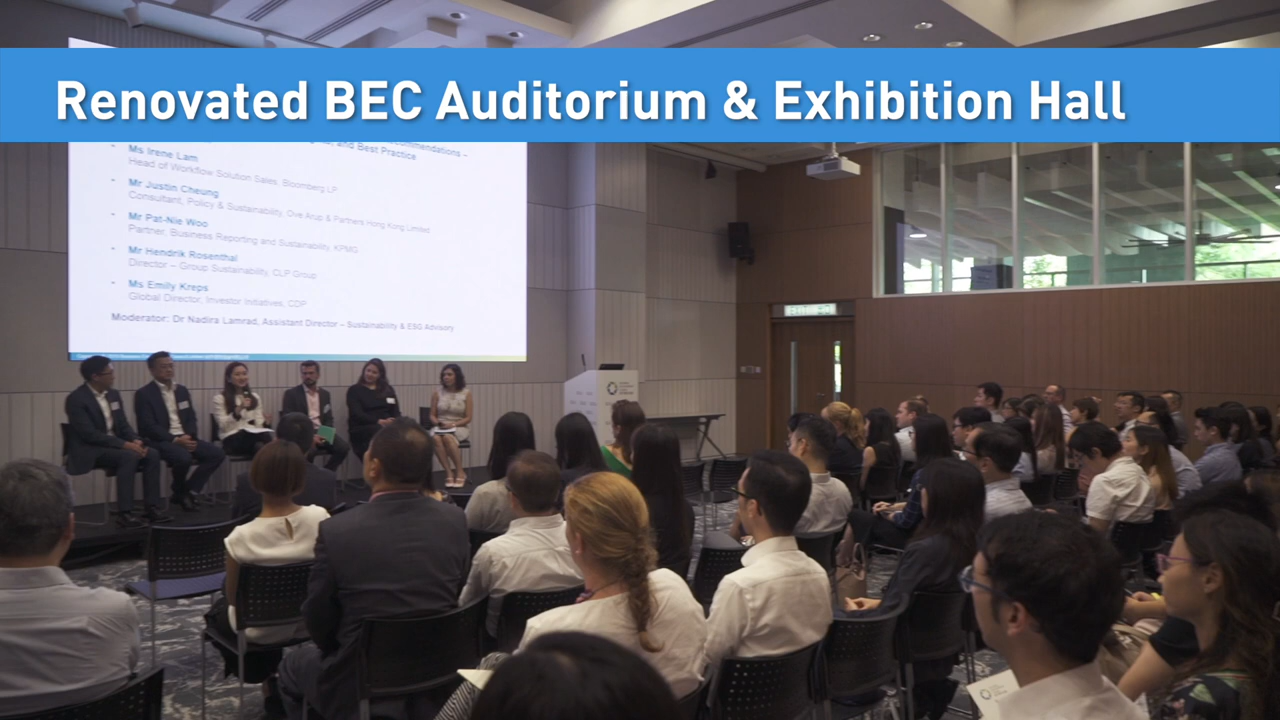 Renovated BEC Auditorium & Exhibition Hall
and Best Practice
- Ms Irene Lam
Head of Workflow Solution Sales, Bloomberg LP
- Mr Justin Cheung
Consultant, Policy & Sustainability, Ove Arup & Partners Hong Kong Limited
- Mr Pat-Nie Woo
Partner, Business Reporting and Sustainability, KPMG
- Mr Hendrik Rosenthal
Director – Group Sustainability, CLP Group
- Ms Emily Kreps
Global Director, Investor Initiatives, CDP
Moderator: Dr Nadira Lamrad, Assistant Director – Sustainability & ESG Advisory